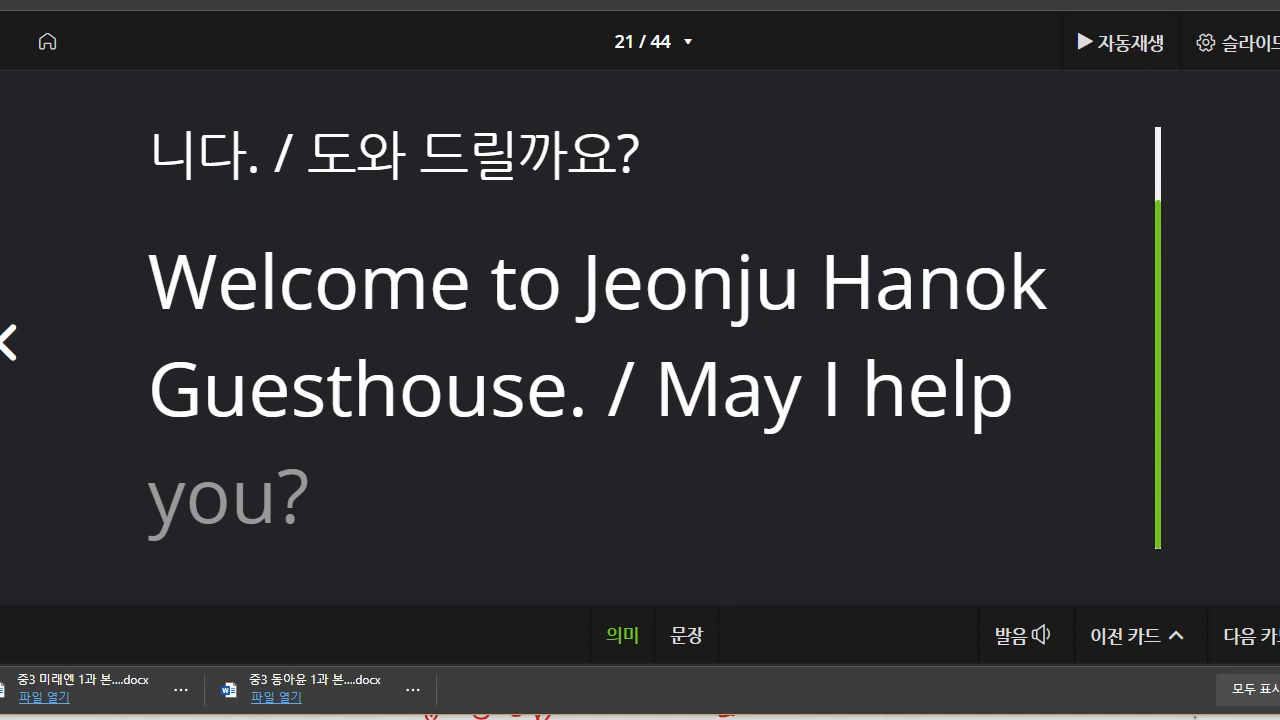 21 / 44
자동재생
슬라이드
니다. / 도와 드릴까요?
Welcome to Jeonju Hanok
Guesthouse. / May I help
you?
의미
문장
발음
이전 카드
다음 카드
중3 미래엔 1과 본....docx
파일 열기
중3 동아윤 1과 본....docx
파일 열기
모두 표시